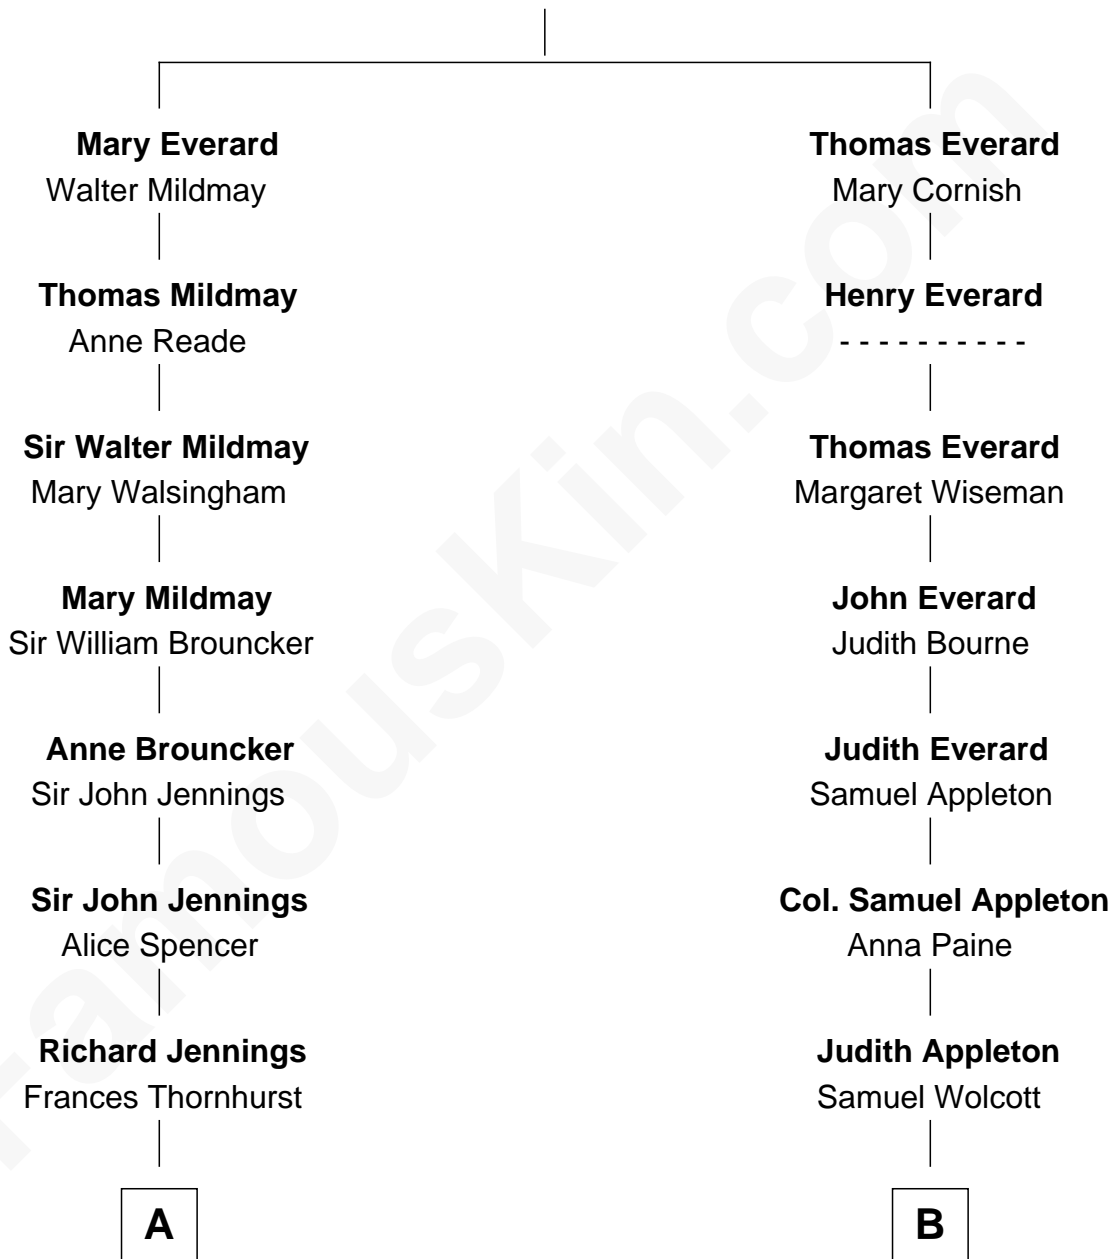 Mary Everard
Walter Mildmay
Thomas Mildmay
Anne Reade
Sir Walter Mildmay
Mary Walsingham
Mary Mildmay
Sir William Brouncker
Anne Brouncker
Sir John Jennings
Sir John Jennings
Alice Spencer
Richard Jennings
Frances Thornhurst
A
Thomas Everard
Mary Cornish
Henry Everard
- - - - - - - - - -
Thomas Everard
Margaret Wiseman
John Everard
Judith Bourne
Judith Everard
Samuel Appleton
Col. Samuel Appleton
Anna Paine
Judith Appleton
Samuel Wolcott
B
FamousKin.com